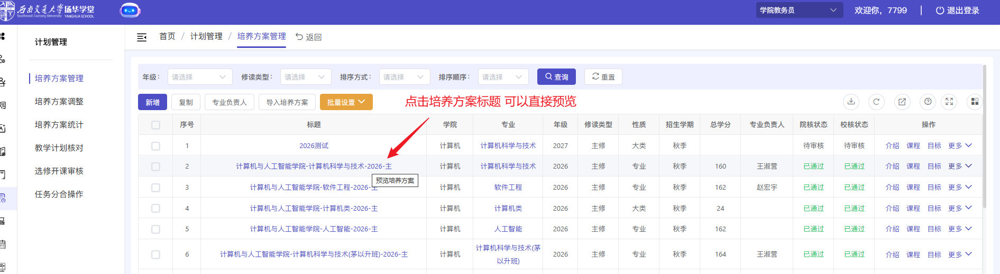 西南交通大学 扬华学堂
Southwest Jiaotong University YANGHUA SCHOOL
学院教务员
欢迎你，7799
退出登录
计划管理
培养方案管理
培养方案调整
培养方案统计
教学计划核对
选修开课审核
任务分合操作
首页 / 计划管理 / 培养方案管理 返回
年级： 请选择 修读类型： 请选择 排序方式： 请选择 排序顺序： 请选择 查询 重置
新增 复制 专业负责人 导入培养方案 批量设置
点击培养方案标题 可以直接预览
序号 标题 学院 专业 年级 修读类型 性质 招生学期 总学分 专业负责人 院核状态 校核状态 操作
1 2026测试 计算机 计算机科学与技术 2027 主修 大类 秋季 待审核 待审核 介绍 课程 目标 更多
2 计算机与人工智能学院-计算机科学与技术-2026-主 计算机 计算机科学与技术 2026 主修 专业 秋季 160 王淑营 已通过 已通过 介绍 课程 目标 更多
预览培养方案
3 计算机与人工智能学院-软件工程-2026-主 计算机 软件工程 2026 主修 专业 秋季 162 赵宏宇 已通过 已通过 介绍 课程 目标 更多
4 计算机与人工智能学院-计算机类-2026-主 计算机 计算机类 2026 主修 大类 秋季 24 已通过 已通过 介绍 课程 目标 更多
5 计算机与人工智能学院-人工智能-2026-主 计算机 人工智能 2026 主修 专业 秋季 162 已通过 已通过 介绍 课程 目标 更多
6 计算机与人工智能学院-计算机科学与技术(茅以升班)-2026-主 计算机 计算机科学与技术(茅以升班) 2026 主修 专业 秋季 164 王淑营 已通过 已通过 介绍 课程 目标 更多